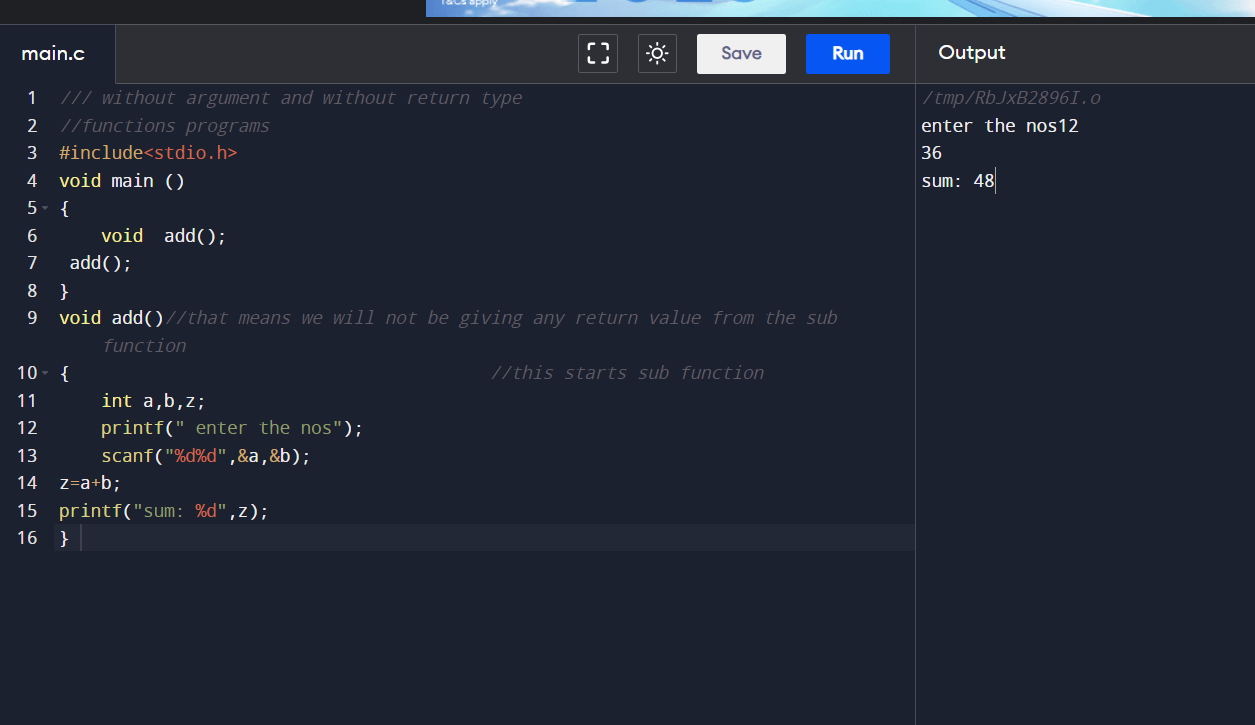 T&Cs apply
main.c
Save
Run
Output
1 /// without argument and without return type
2 //functions programs
3 #include<stdio.h>
4 void main ()
5 {
6     void  add();
7  add();
8 }
9 void add()//that means we will not be giving any return value from the sub
function
10 {                                         //this starts sub function
11     int a,b,z;
12     printf(" enter the nos");
13     scanf("%d%d",&a,&b);
14 z=a+b;
15 printf("sum: %d",z);
16 }
/tmp/RbJxB2896I.o
enter the nos12
36
sum: 48